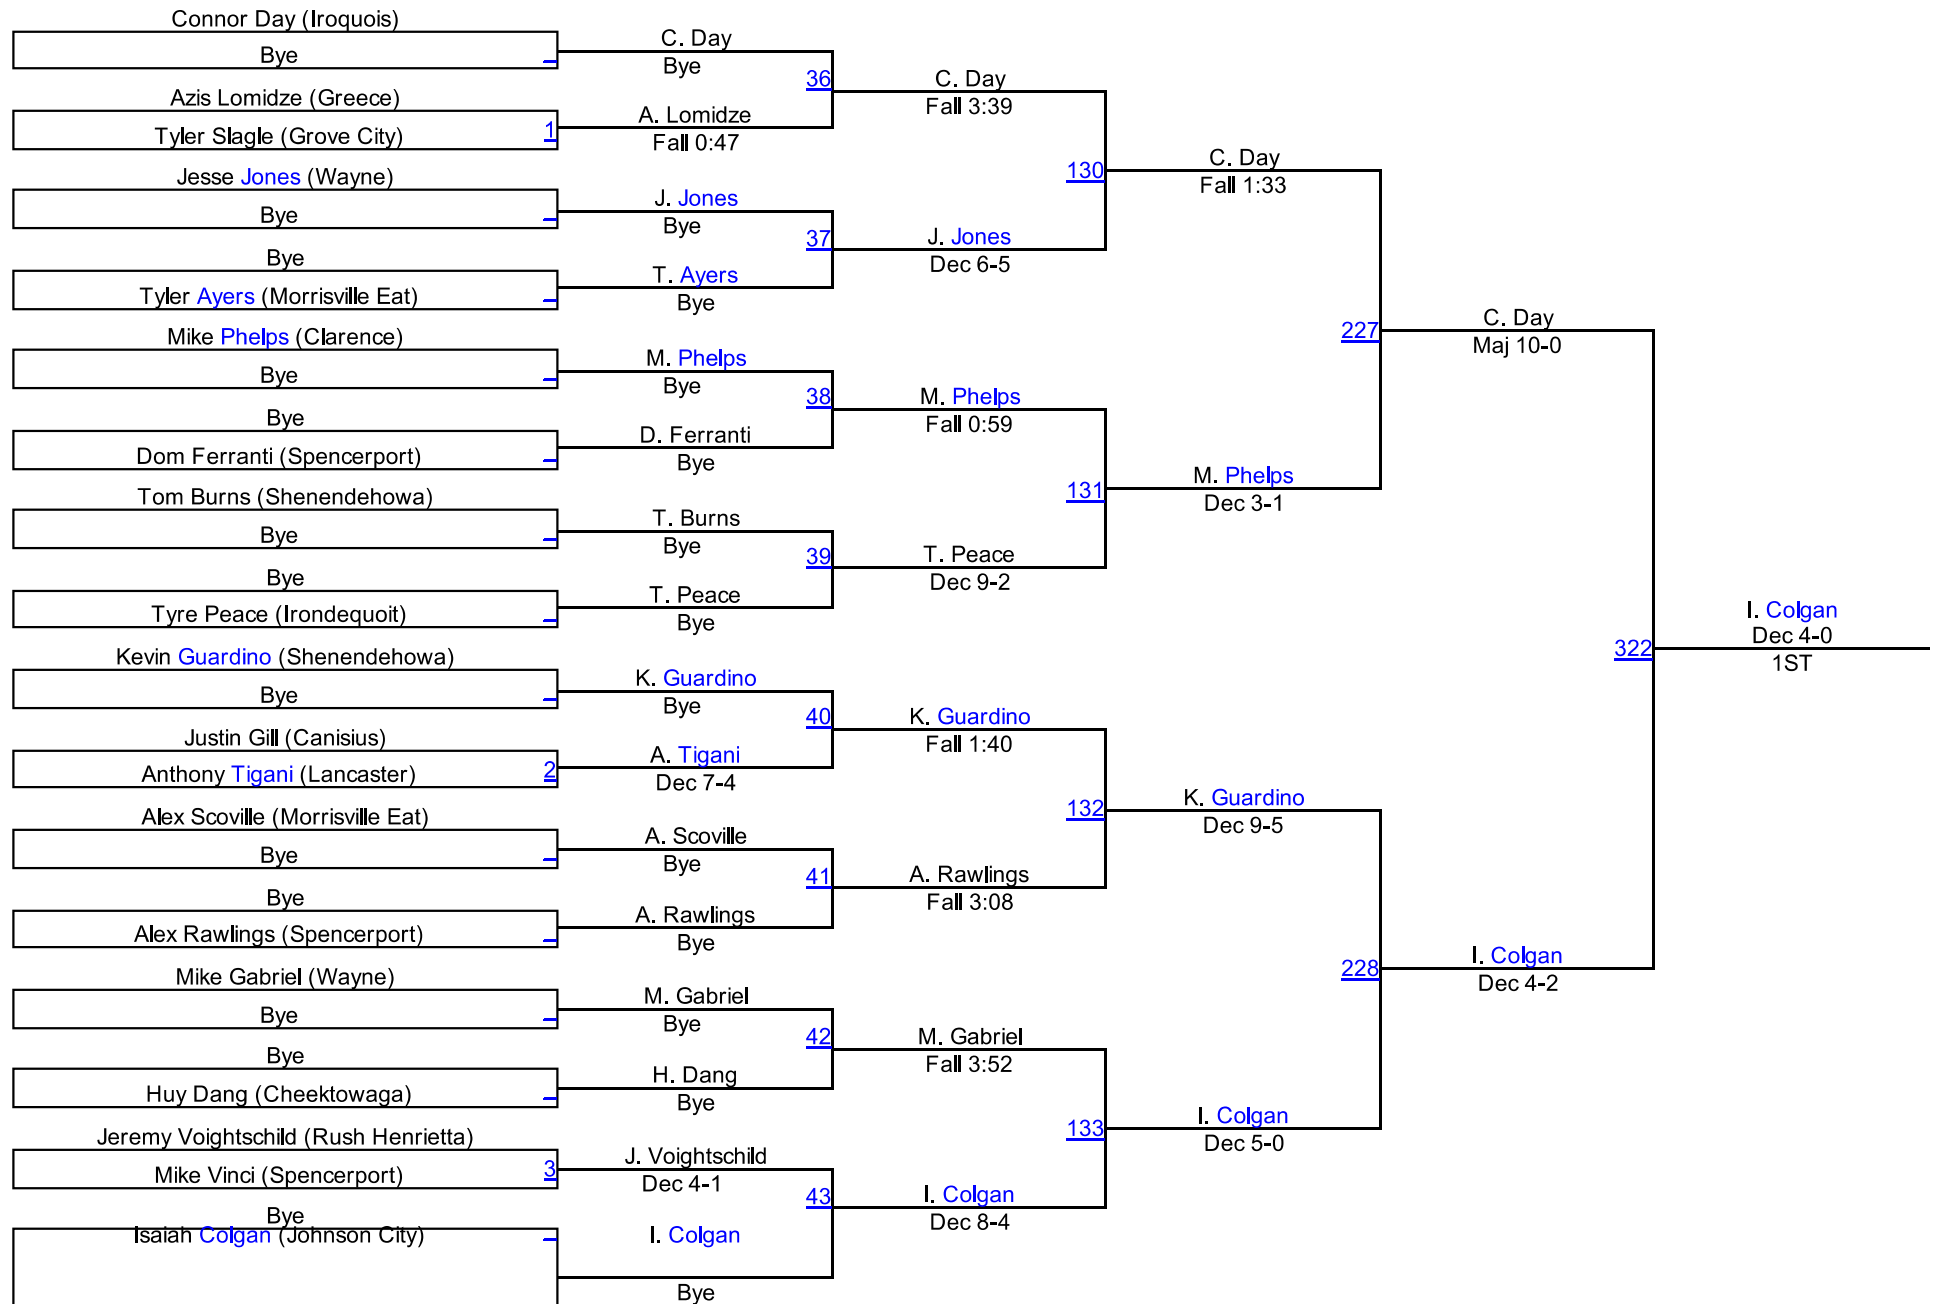 Connor Day (Iroquois)
Bye
Azis Lomidze (Greece)
Tyler Slagle (Grove City)
1
Jesse Jones (Wayne)
Bye
Bye
Tyler Ayers (Morrisville Eat)
Mike Phelps (Clarence)
Bye
Bye
Dom Ferranti (Spencerport)
Tom Burns (Shenendehowa)
Bye
Bye
Tyre Peace (Irondequoit)
Kevin Guardino (Shenendehowa)
Bye
Justin Gill (Canisius)
Anthony Tigani (Lancaster)
2
Alex Scoville (Morrisville Eat)
Bye
Bye
Alex Rawlings (Spencerport)
Mike Gabriel (Wayne)
Bye
Bye
Huy Dang (Cheektowaga)
Jeremy Voightschild (Rush Henrietta)
Mike Vinci (Spencerport)
3
Bye
Isaiah Colgan (Johnson City)
C. Day
Bye
36
A. Lomidze
Fall 0:47
J. Jones
Bye
37
T. Ayers
Bye
M. Phelps
Bye
38
D. Ferranti
Bye
T. Burns
Bye
39
T. Peace
Bye
K. Guardino
Bye
40
A. Tigani
Dec 7-4
A. Scoville
Bye
41
A. Rawlings
Bye
M. Gabriel
Bye
42
H. Dang
Bye
J. Voightschild
Dec 4-1
43
I. Colgan
Bye
C. Day
Fall 3:39
130
J. Jones
Dec 6-5
M. Phelps
Fall 0:59
131
T. Peace
Dec 9-2
K. Guardino
Fall 1:40
132
A. Rawlings
Fall 3:08
M. Gabriel
Fall 3:52
133
I. Colgan
Dec 8-4
C. Day
Fall 1:33
227
M. Phelps
Dec 3-1
K. Guardino
Dec 9-5
228
I. Colgan
Dec 5-0
C. Day
Maj 10-0
322
I. Colgan
Dec 4-2
I. Colgan
Dec 4-0
1ST